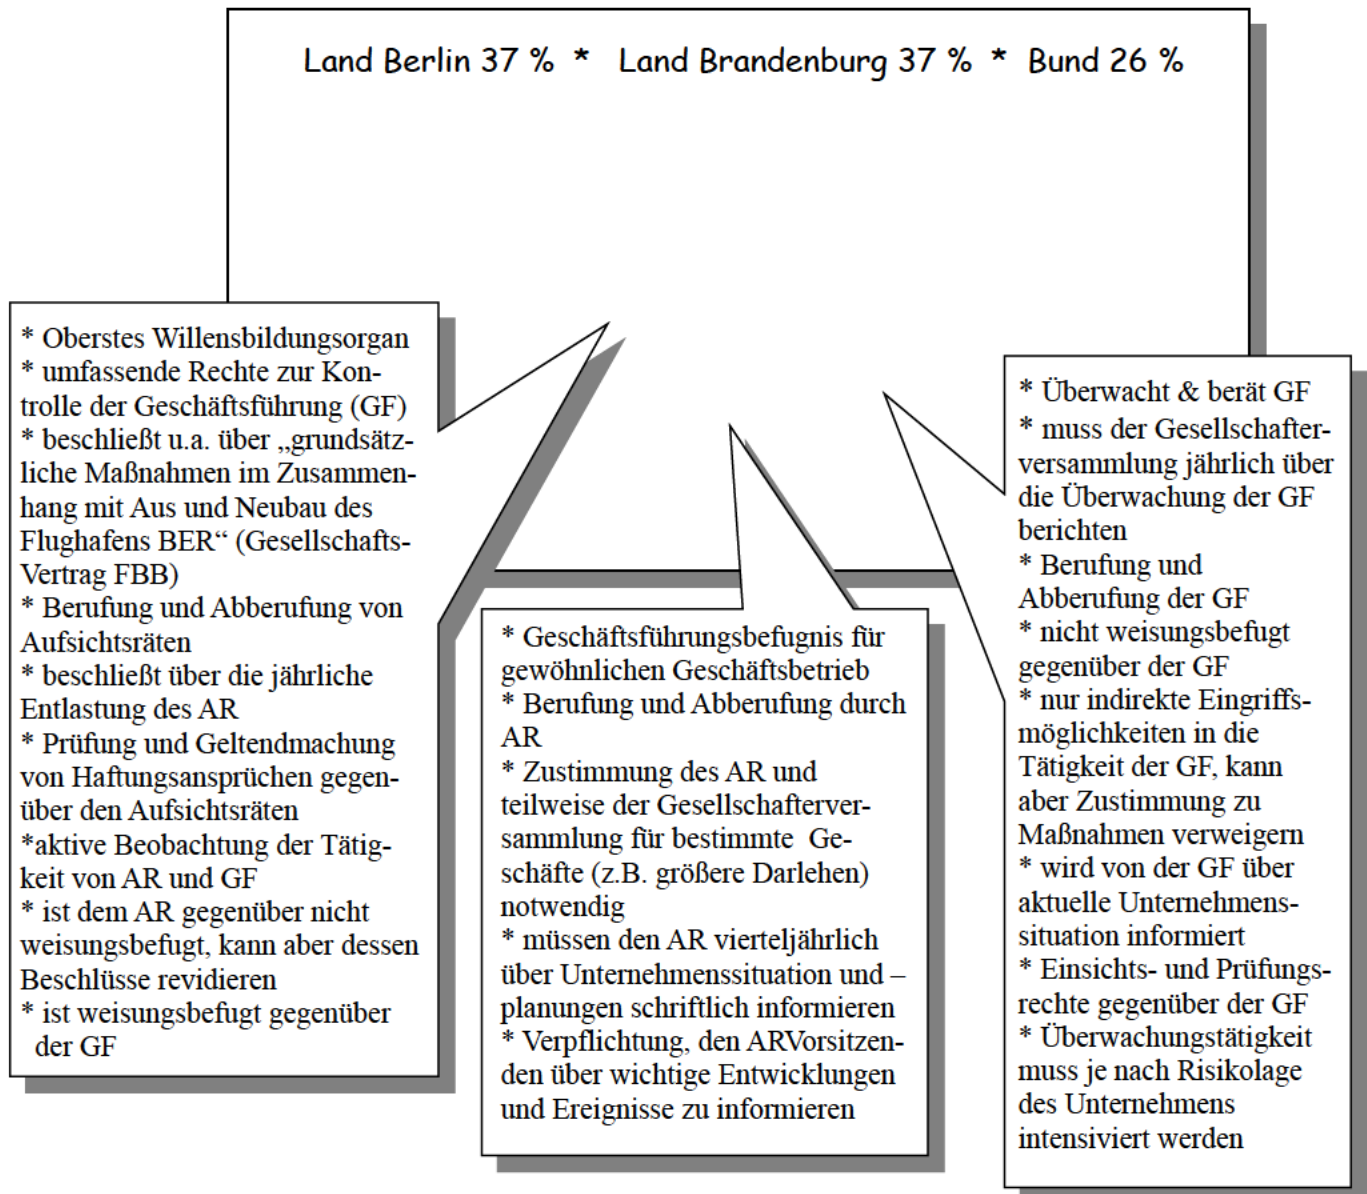 Land Berlin 37 % * Land Brandenburg 37 % * Bund 26 %
* Oberstes Willensbildungsorgan
* umfassende Rechte zur Kon-
trolle der Geschäftsführung (GF)
* beschließt u.a. über „grundsätz-
liche Maßnahmen im Zusammen-
hang mit Aus und Neubau des
Flughafens BER“ (Gesellschafts-
Vertrag FBB)
* Berufung und Abberufung von
Aufsichtsräten
* beschließt über die jährliche
Entlastung des AR
* Prüfung und Geltendmachung
von Haftungsansprüchen gegen-
über den Aufsichtsräten
*aktive Beobachtung der Tätig-
keit von AR und GF
* ist dem AR gegenüber nicht
weisungsbefugt, kann aber dessen
Beschlüsse revidieren
* ist weisungsbefugt gegenüber
der GF
* Geschäftsführungsbefugnis für
gewöhnlichen Geschäftsbetrieb
* Berufung und Abberufung durch
AR
* Zustimmung des AR und
teilweise der Gesellschafterver-
sammlung für bestimmte Ge-
schäfte (z.B. größere Darlehen)
notwendig
* müssen den AR vierteljährlich
über Unternehmenssituation und –
planungen schriftlich informieren
* Verpflichtung, den ARVorsitzen-
den über wichtige Entwicklungen
und Ereignisse zu informieren
* Überwacht & berät GF
* muss der Gesellschafter-
versammlung jährlich über
die Überwachung der GF
berichten
* Berufung und
Abberufung der GF
* nicht weisungsbefugt
gegenüber der GF
* nur indirekte Eingriffs-
möglichkeiten in die
Tätigkeit der GF, kann
aber Zustimmung zu
Maßnahmen verweigern
* wird von der GF über
aktuelle Unternehmens-
situation informiert
* Einsichts- und Prüfungs-
rechte gegenüber der GF
* Überwachungstätigkeit
muss je nach Risikolage
des Unternehmens
intensiviert werden